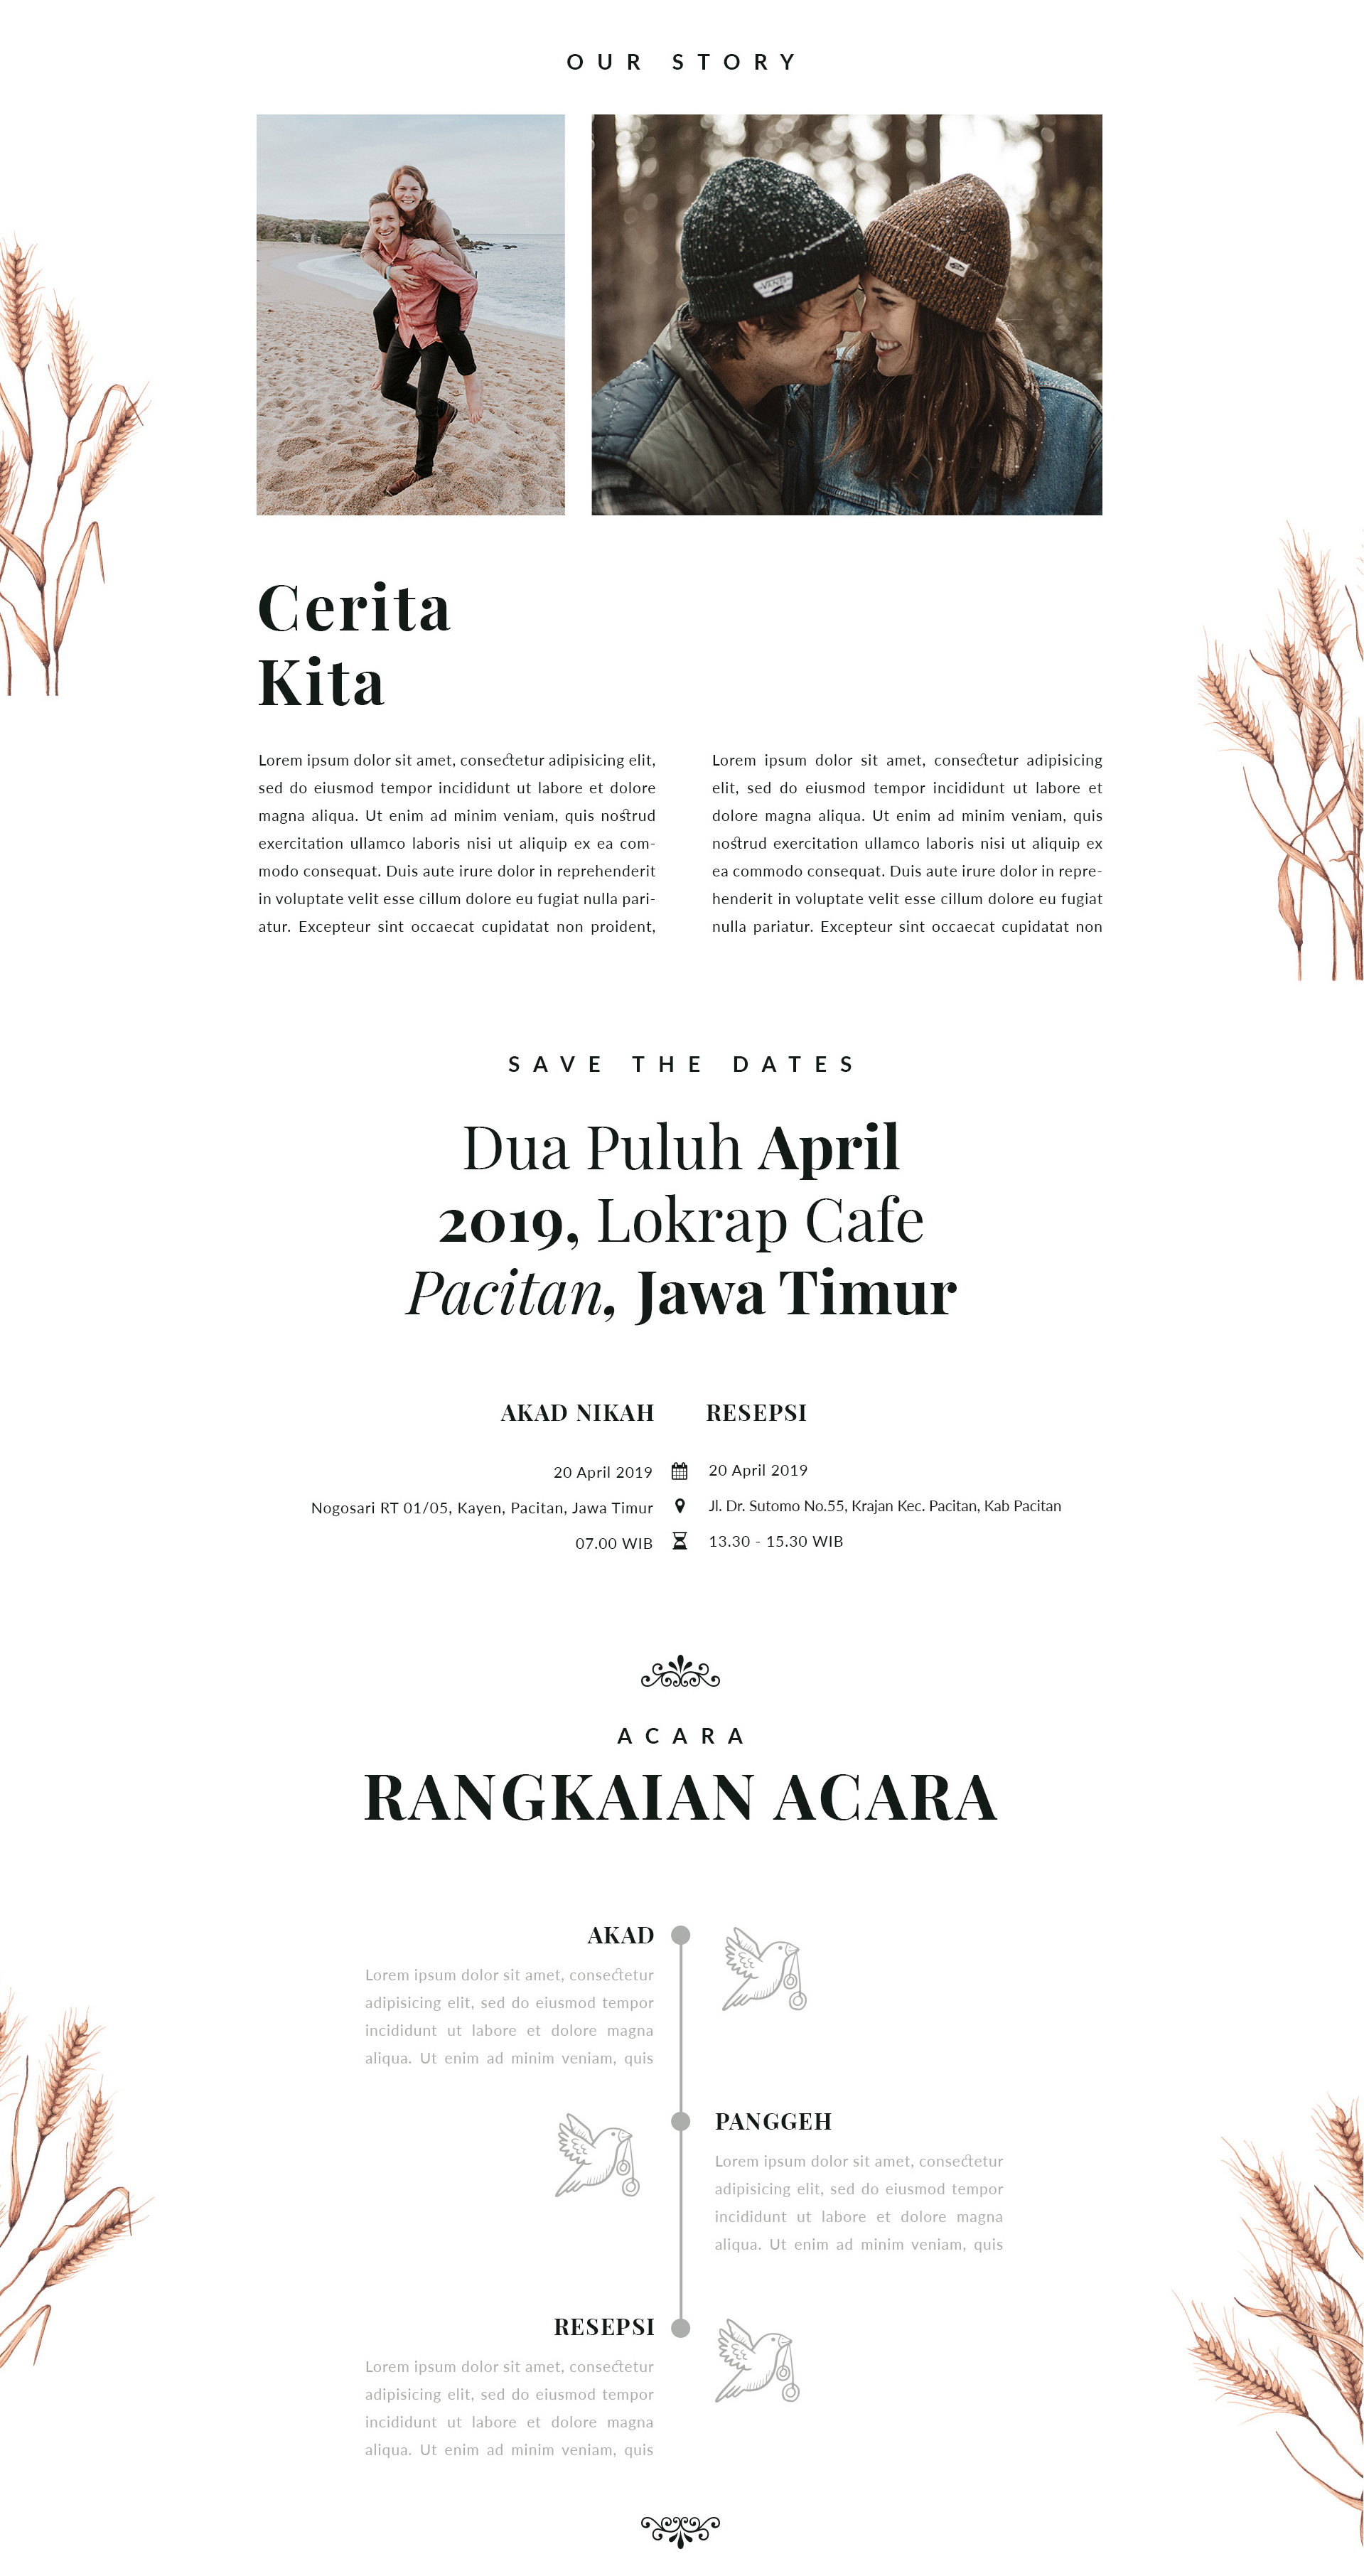 OUR STORY
Cerita
Kita
Lorem ipsum dolor sit amet, consectetur adipisicing elit,
sed do eiusmod tempor incididunt ut labore et dolore
magna aliqua. Ut enim ad minim veniam, quis nostrud
exercitation ullamco laboris nisi ut aliquip ex ea com-
modo consequat. Duis aute irure dolor in reprehenderit
in voluptate velit esse cillum dolore eu fugiat nulla pari-
atur. Excepteur sint occaecat cupidatat non proident,
Lorem ipsum dolor sit amet, consectetur adipisicing
elit, sed do eiusmod tempor incididunt ut labore et
dolore magna aliqua. Ut enim ad minim veniam, quis
nostrud exercitation ullamco laboris nisi ut aliquip ex
ea commodo consequat. Duis aute irure dolor in repre-
henderit in voluptate velit esse cillum dolore eu fugiat
nulla pariatur. Excepteur sint occaecat cupidatat non
SAVE THE DATES
Dua Puluh April
2019, Lokrap Cafe
Pacitan, Jawa Timur
AKAD NIKAH
20 April 2019
Nogosari RT 01/05, Kayen, Pacitan, Jawa Timur
07.00 WIB
RESEPSI
20 April 2019
Jl. Dr. Sutomo No.55, Krajan Kec. Pacitan, Kab Pacitan
13.30 - 15.30 WIB
ACARA
RANGKAIAN ACARA
AKAD
Lorem ipsum dolor sit amet, consectetur
adipisicing elit, sed do eiusmod tempor
incididunt ut labore et dolore magna
aliqua. Ut enim ad minim veniam, quis
PANGGEH
Lorem ipsum dolor sit amet, consectetur
adipisicing elit, sed do eiusmod tempor
incididunt ut labore et dolore magna
aliqua. Ut enim ad minim veniam, quis
RESEPSI
Lorem ipsum dolor sit amet, consectetur
adipisicing elit, sed do eiusmod tempor
incididunt ut labore et dolore magna
aliqua. Ut enim ad minim veniam, quis